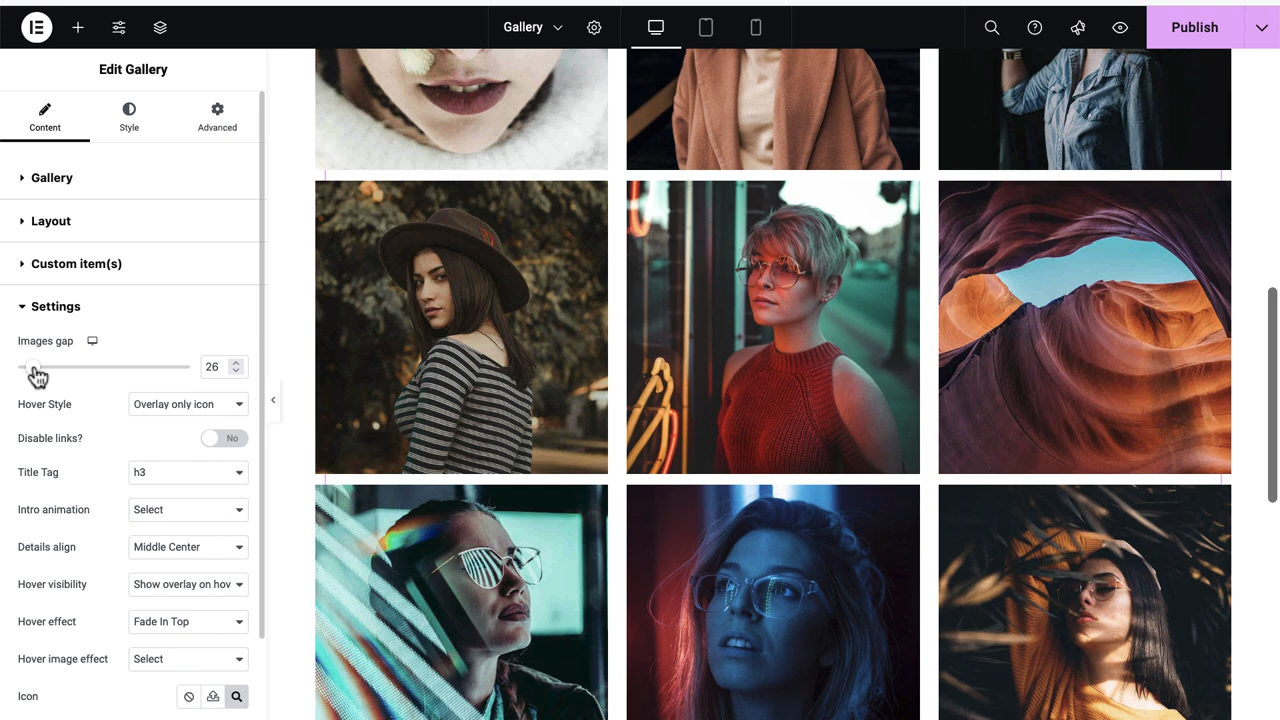 Gallery
Publish
Edit Gallery
Content
Style
Advanced
Gallery
Layout
Custom item(s)
Settings
Images gap
26
Hover Style
Overlay only icon
Disable links?
No
Title Tag
h3
Intro animation
Select
Details align
Middle Center
Hover visibility
Show overlay on hov
Hover effect
Fade In Top
Hover image effect
Select
Icon